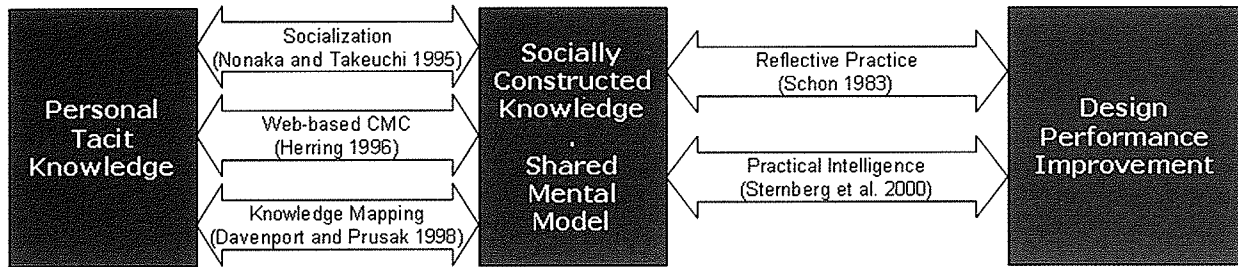 Personal
Tacit
Knowledge
Socialization
(Nonaka and Takeuchi 1995)
Web-based CMC
(Herring 1996)
Knowledge Mapping
(Davenport and Prusak 1998)
Socially
Constructed
Knowledge
.
Shared
Mental
Model
Reflective Practice
(Schon 1983)
Practical Intelligence
(Sternberg et al. 2000)
Design
Performance
Improvement